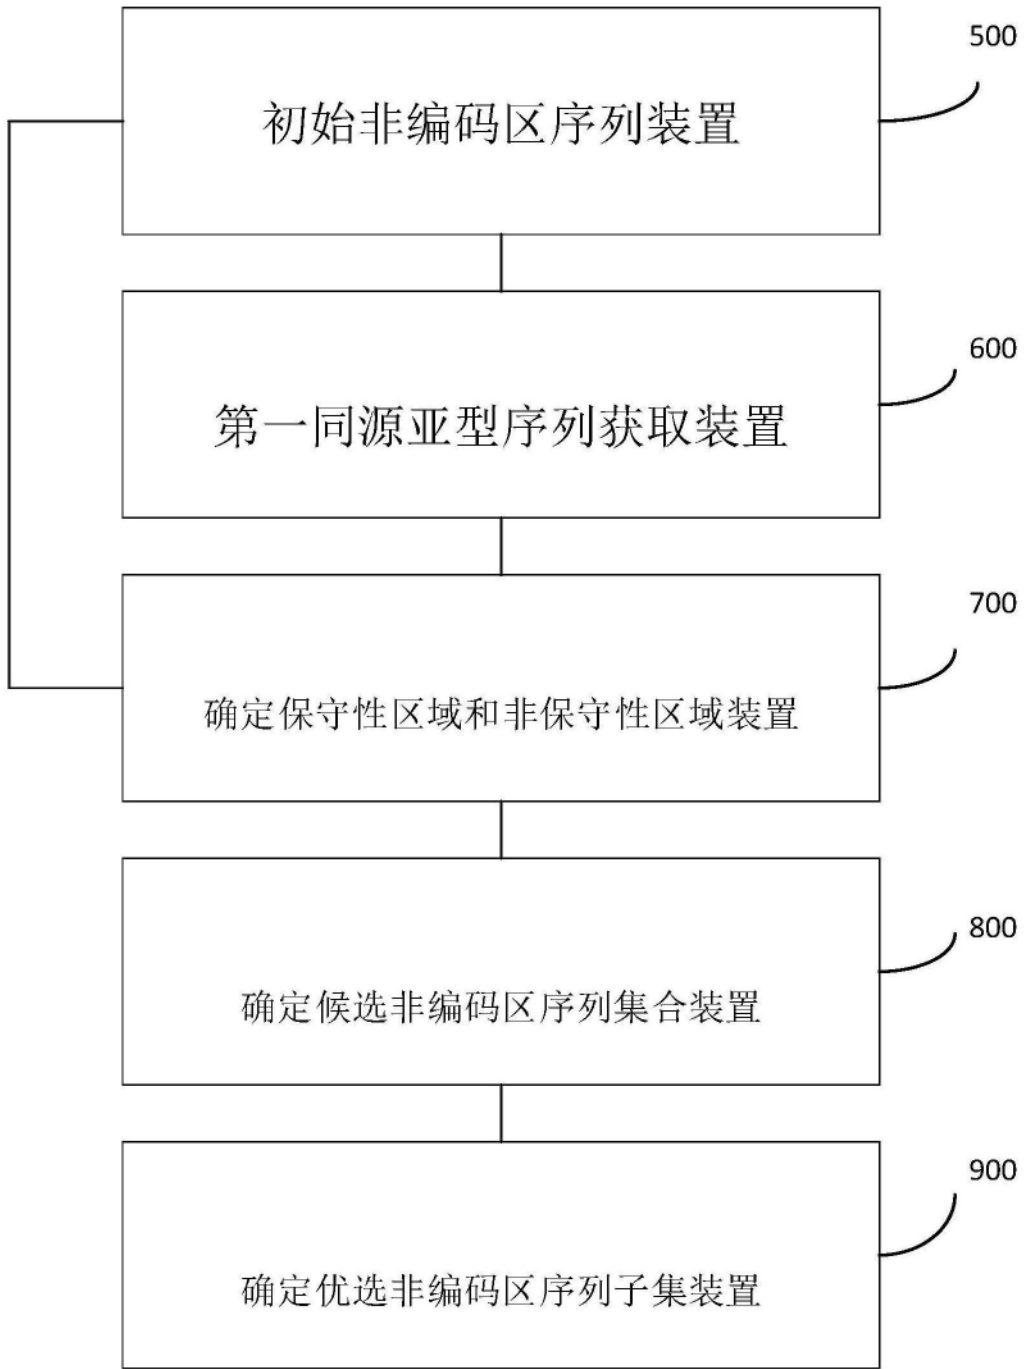 500
初始非编码区序列装置
600
第一同源亚型序列获取装置
700
确定保守性区域和非保守性区域装置
800
确定候选非编码区序列集合装置
900
确定优选非编码区序列子集装置